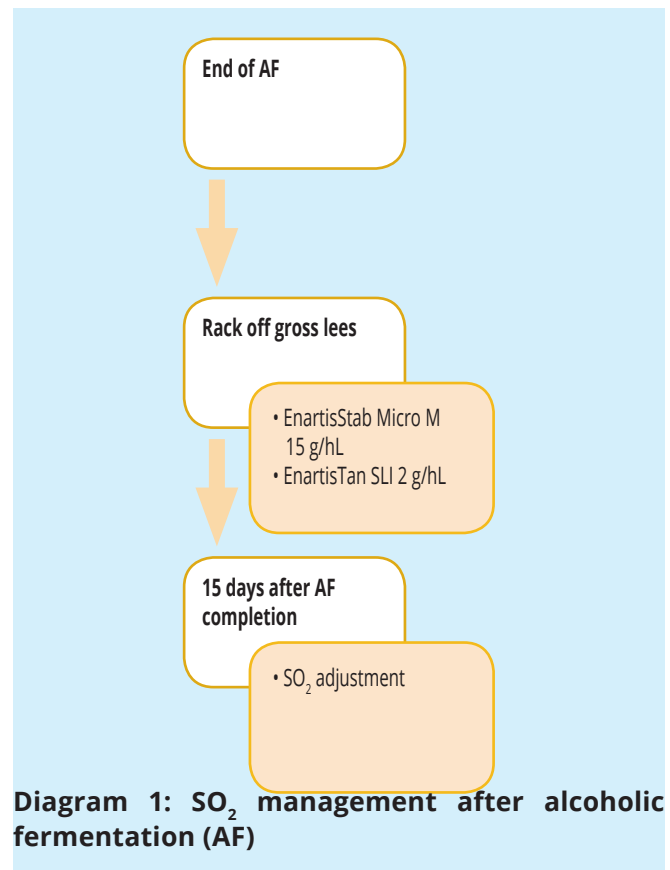 End of AF
Rack off gross lees
• EnartisStab Micro M
15 g/hL
• EnartisTan SLI 2 g/hL
15 days after AF
completion
• SO₂ adjustment
Diagram 1: SO₂ management after alcoholic
fermentation (AF)